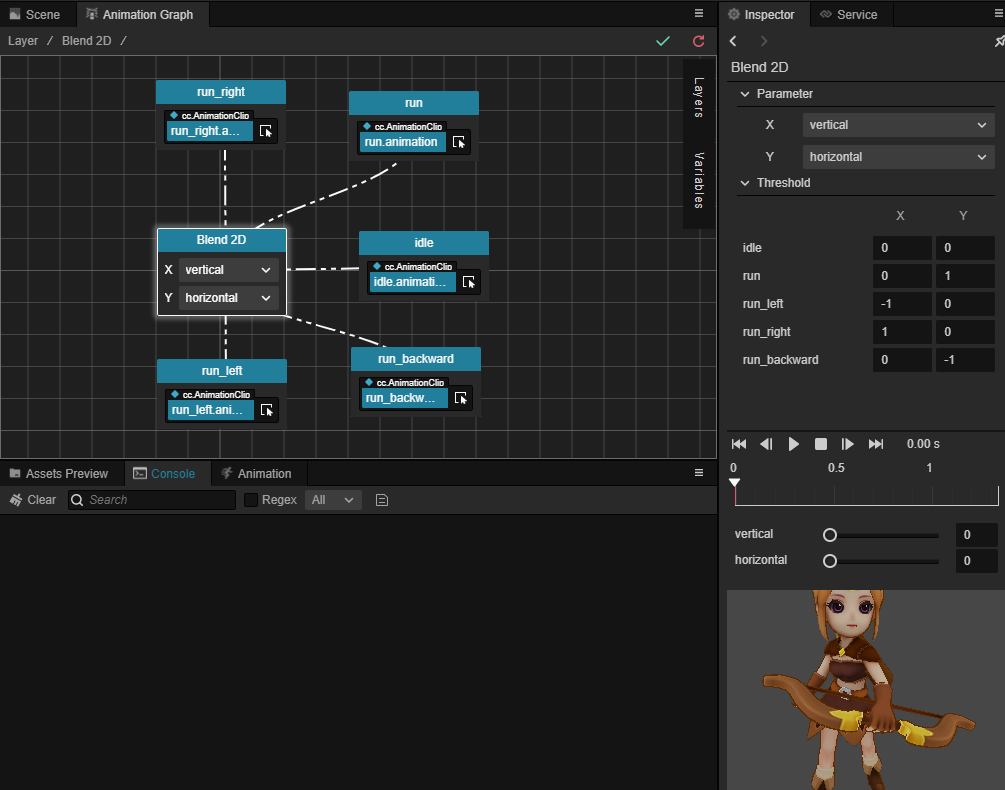 Scene
Animation Graph
Layer / Blend 2D /
run_right
cc.AnimationClip
run_right.a...
run
cc.AnimationClip
run.animation
Layers
Variables
Blend 2D
X vertical
Y horizontal
idle
cc.AnimationClip
idle.animati...
run_left
cc.AnimationClip
run_left.ani...
run_backward
cc.AnimationClip
run_backw...
Assets Preview
Console
Animation
Clear
Search
Regex
All
Inspector
Service
Blend 2D
Parameter
X vertical
Y horizontal
Threshold
X Y
idle 0 0
run 0 1
run_left -1 0
run_right 1 0
run_backward 0 -1
0.00 s
0 0.5 1
vertical 0
horizontal 0